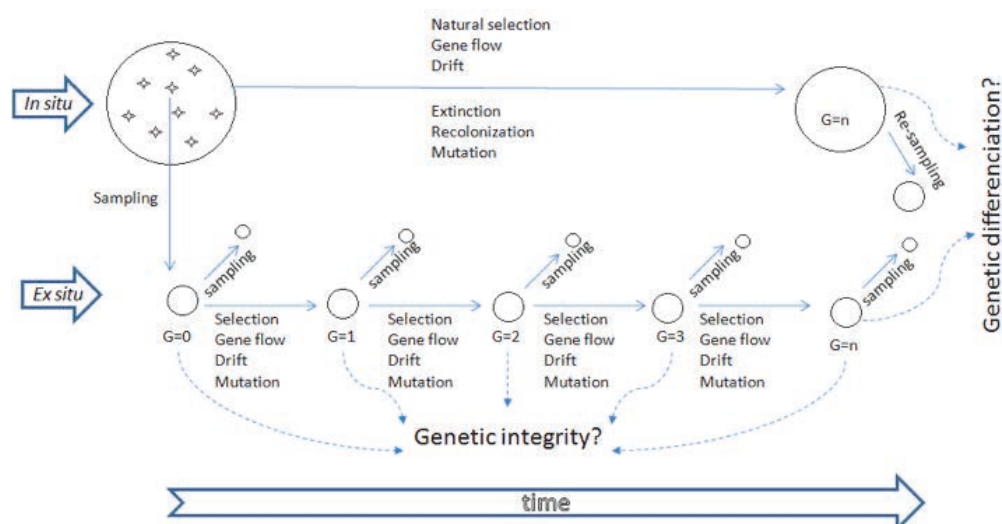 Natural selection
Gene flow
Drift
In situ
Extinction
Recolonization
Mutation
G=n
Re-sampling
Genetic differenciation?
Sampling
Ex situ
sampling
sampling
sampling
sampling
sampling
G=0
G=1
G=2
G=3
G=n
Selection
Gene flow
Drift
Mutation
Selection
Gene flow
Drift
Mutation
Selection
Gene flow
Drift
Mutation
Selection
Gene flow
Drift
Mutation
Genetic integrity?
time